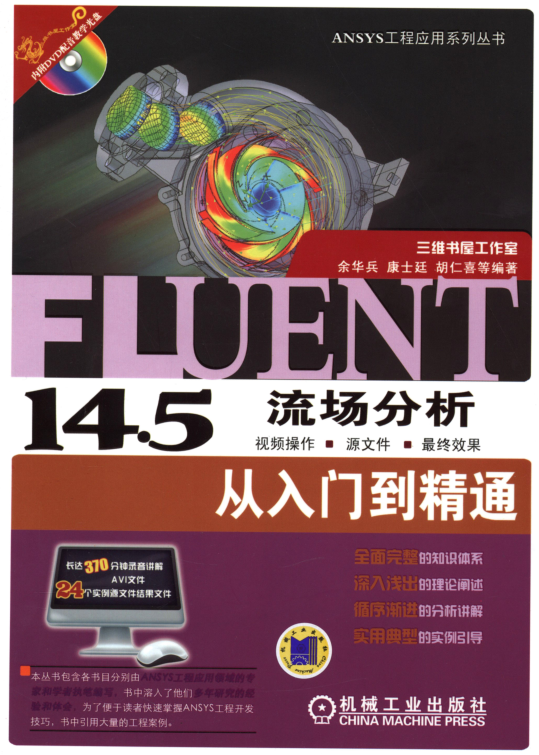 内附DVD配音教学光盘
ANSYS工程应用系列丛书
三维书屋工作室
余华兵 康士廷 胡仁喜等编著
FLUENT
14.5
流场分析
视频操作 ■ 源文件 ■ 最终效果
从入门到精通
长达370分钟录音讲解
AVI文件
24个实例源文件结果文件
全面完整的知识体系
深入浅出的理论阐述
循序渐进的分析讲解
实用典型的实例引导
本丛书包含各书目分别由ANSYS工程应用领域的专
家和学者执笔编写，书中溶入了他们多年研究的经
验和体会。为了便于读者快速掌握ANSYS工程开发
技巧，书中引用大量的工程案例。
机械工业出版社
CHINA MACHINE PRESS